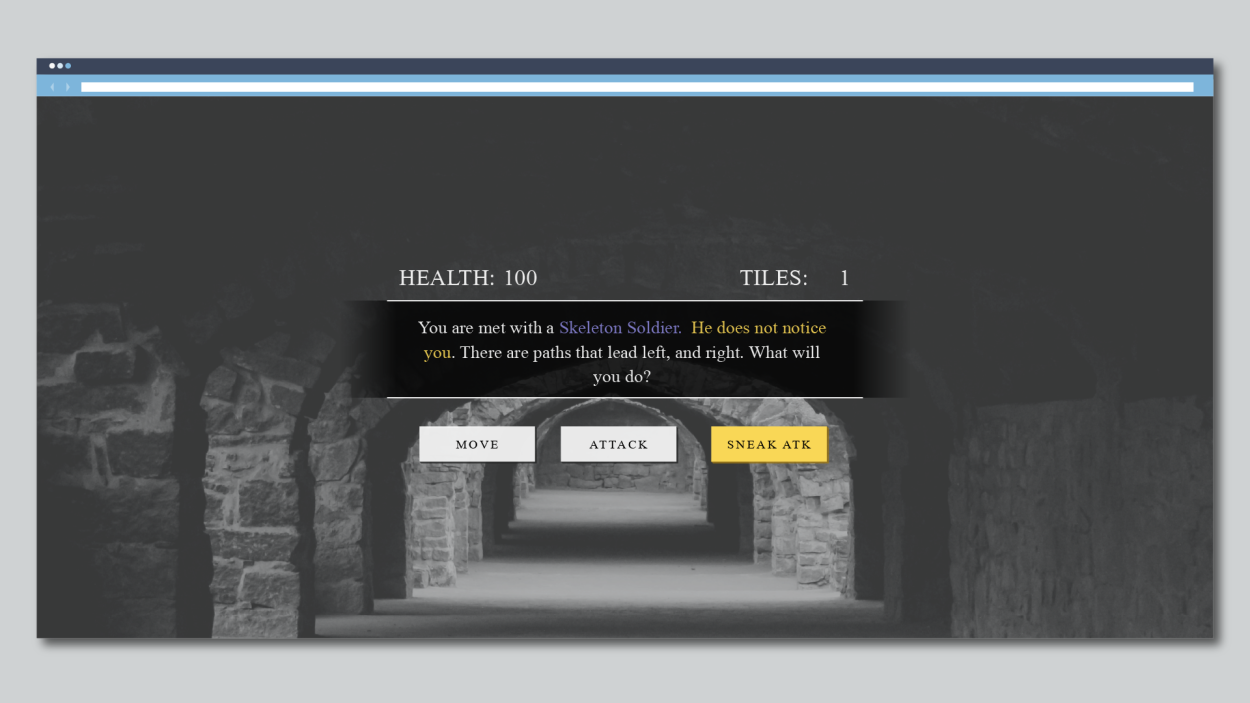 HEALTH: 100 TILES: 1
You are met with a Skeleton Soldier. He does not notice
you. There are paths that lead left, and right. What will
you do?
MOVE ATTACK SNEAK ATK